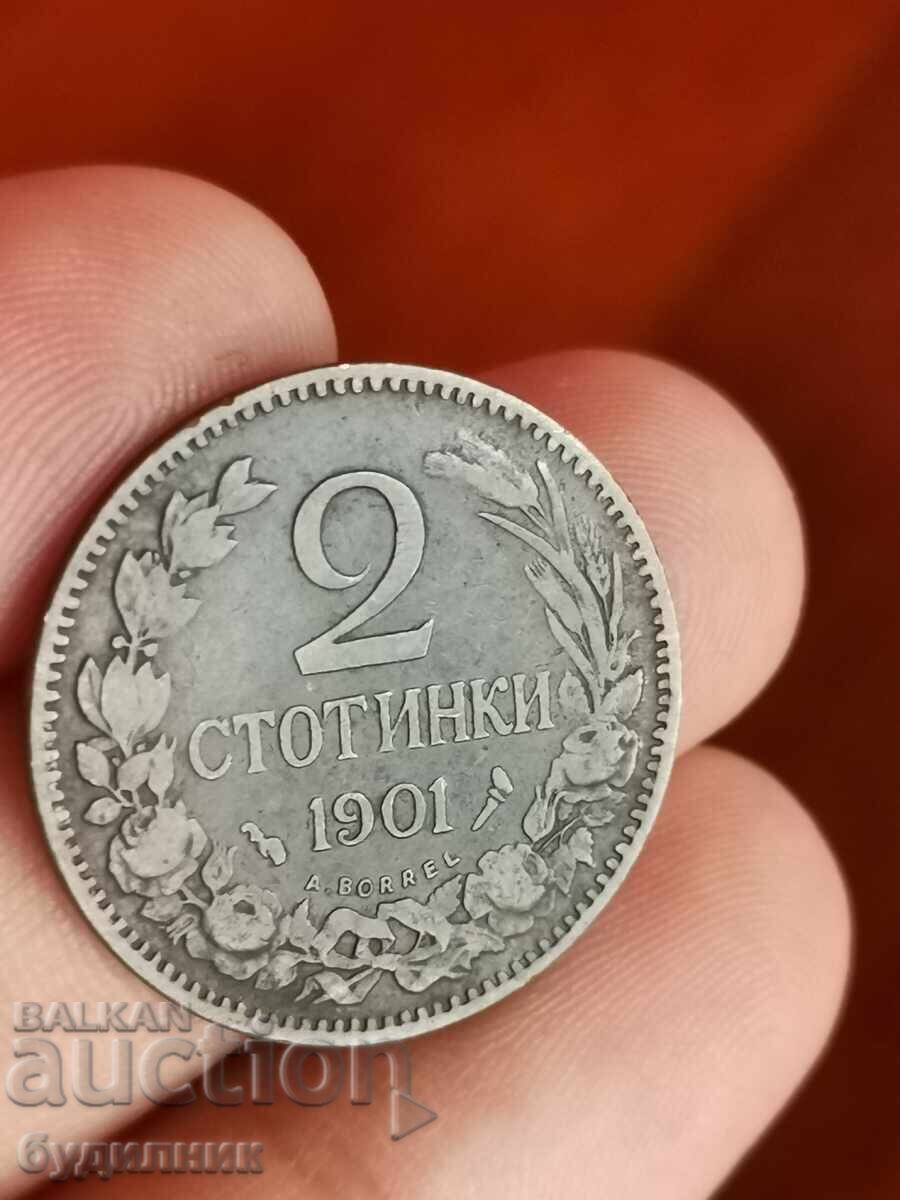 2
СТОТИНКИ
1901
A. BORREL
BALKAN
auction
будилник